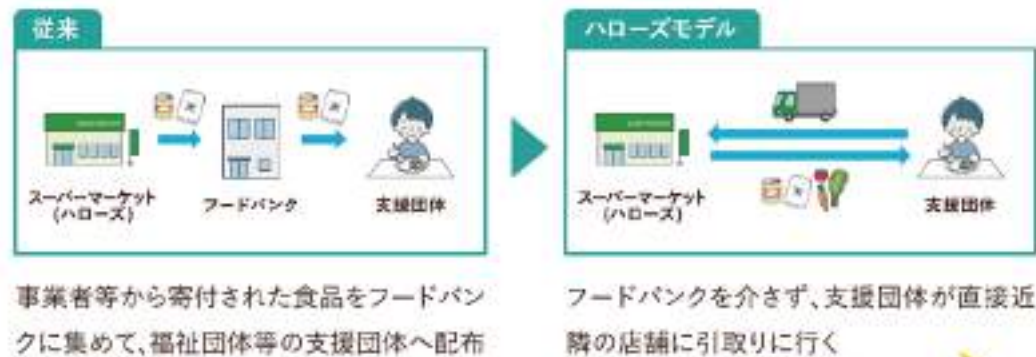 従来
スーパーマーケット
(ハローズ)
フードバンク
支援団体
事業者等から寄付された食品をフードバン
クに集めて、福祉団体等の支援団体へ配布
ハローズモデル
スーパーマーケット
(ハローズ)
支援団体
フードバンクを介さず、支援団体が直接近
隣の店舗に引取りに行く